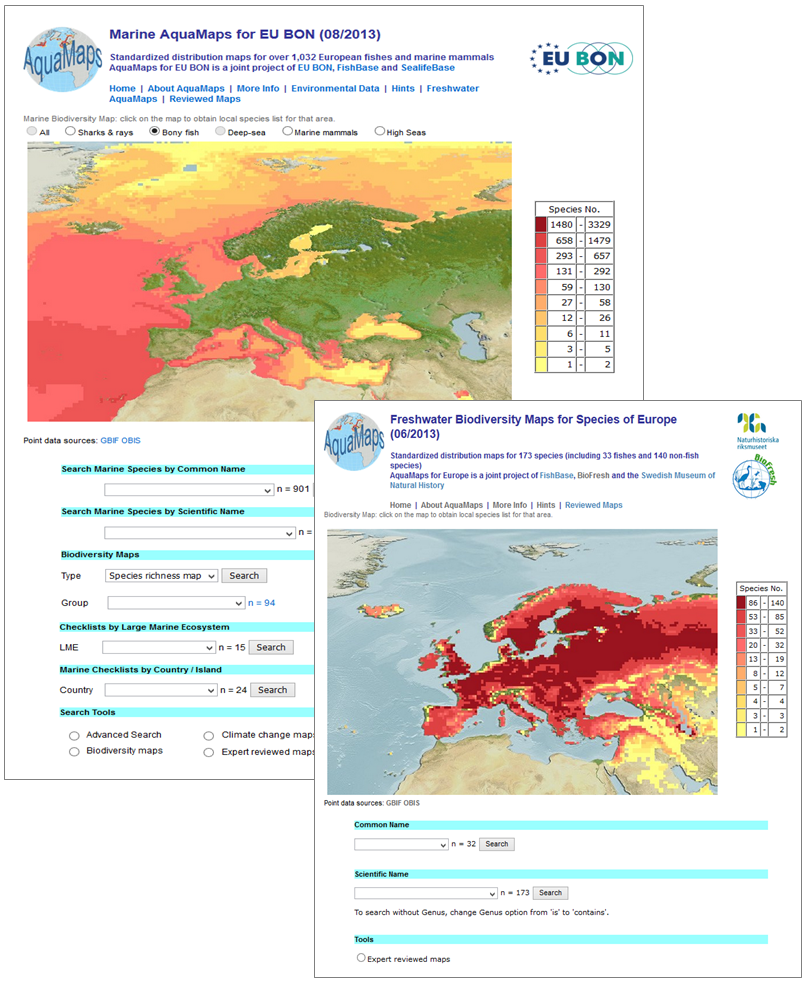 Marine AquaMaps for EU BON (08/2013)
AquaMaps
Standardized distribution maps for over 1,032 European fishes and marine mammals
AquaMaps for EU BON is a joint project of EU BON, FishBase and SealifeBase
EU BON
Home | About AquaMaps | More Info | Environmental Data | Hints | Freshwater
AquaMaps | Reviewed Maps
Marine Biodiversity Map: click on the map to obtain local species list for that area.
All Sharks & rays Bony fish Deep-sea Marine mammals High Seas
Species No.
1480 - 3329
658 - 1479
293 - 657
131 - 292
59 - 130
27 - 58
12 - 26
6 - 11
3 - 5
1 - 2
Point data sources: GBIF OBIS
Search Marine Species by Common Name
n = 901
Search Marine Species by Scientific Name
n =
Biodiversity Maps
Type Species richness map Search
Group n = 94
Checklists by Large Marine Ecosystem
LME n = 15 Search
Marine Checklists by Country / Island
Country n = 24 Search
Search Tools
Advanced Search Climate change maps
Biodiversity maps Expert reviewed maps
Freshwater Biodiversity Maps for Species of Europe
(06/2013)
AquaMaps
Standardized distribution maps for 173 species (including 33 fishes and 140 non-fish
species)
AquaMaps for Europe is a joint project of FishBase, BioFresh and the Swedish Museum of
Natural History
Naturhistoriska
riksmuseet
BioFresh
Home | About AquaMaps | More Info | Hints | Reviewed Maps
Biodiversity Map: click on the map to obtain local species list for that area.
Species No.
86 - 140
53 - 85
33 - 52
20 - 32
13 - 19
8 - 12
5 - 7
4 - 4
3 - 3
1 - 2
Point data sources: GBIF OBIS
Common Name
n = 32 Search
Scientific Name
n = 173 Search
To search without Genus, change Genus option from 'is' to 'contains'.
Tools
Expert reviewed maps